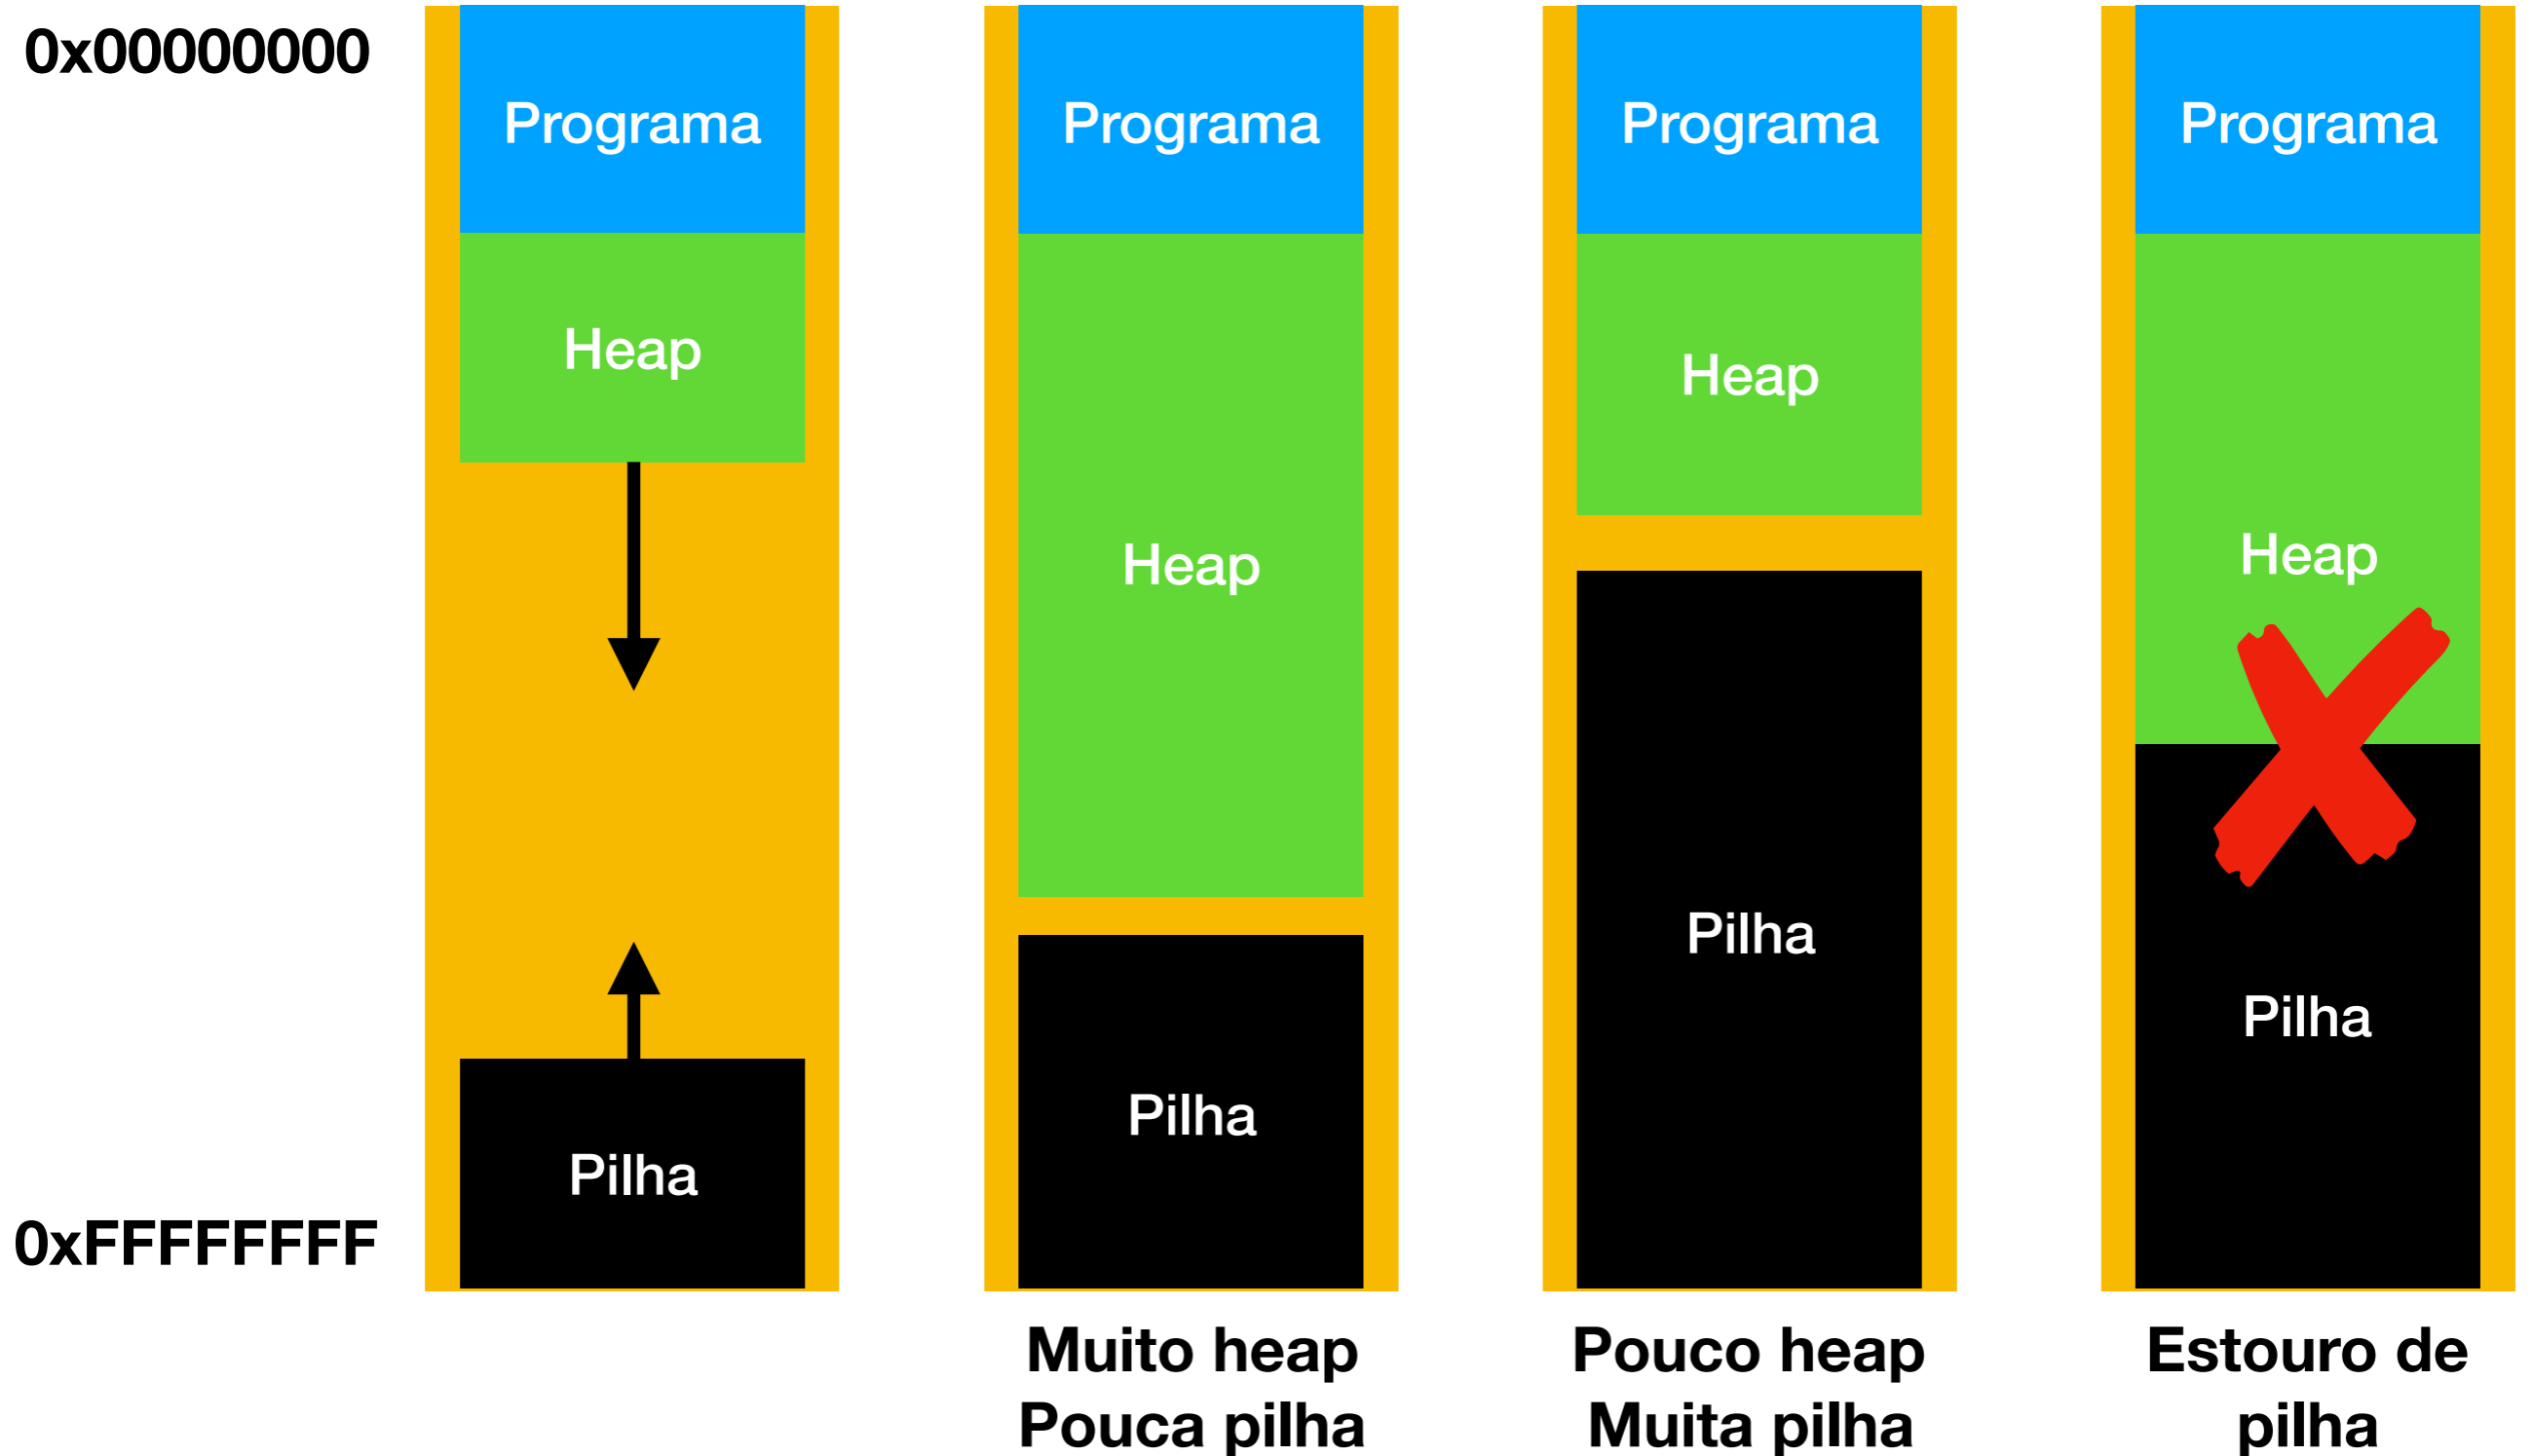 0x00000000
Programa
Heap
Pilha
0xFFFFFFFF
Programa
Heap
Pilha
Muito heap
Pouca pilha
Programa
Heap
Pilha
Pouco heap
Muita pilha
Programa
Heap
Pilha
Estouro de
pilha